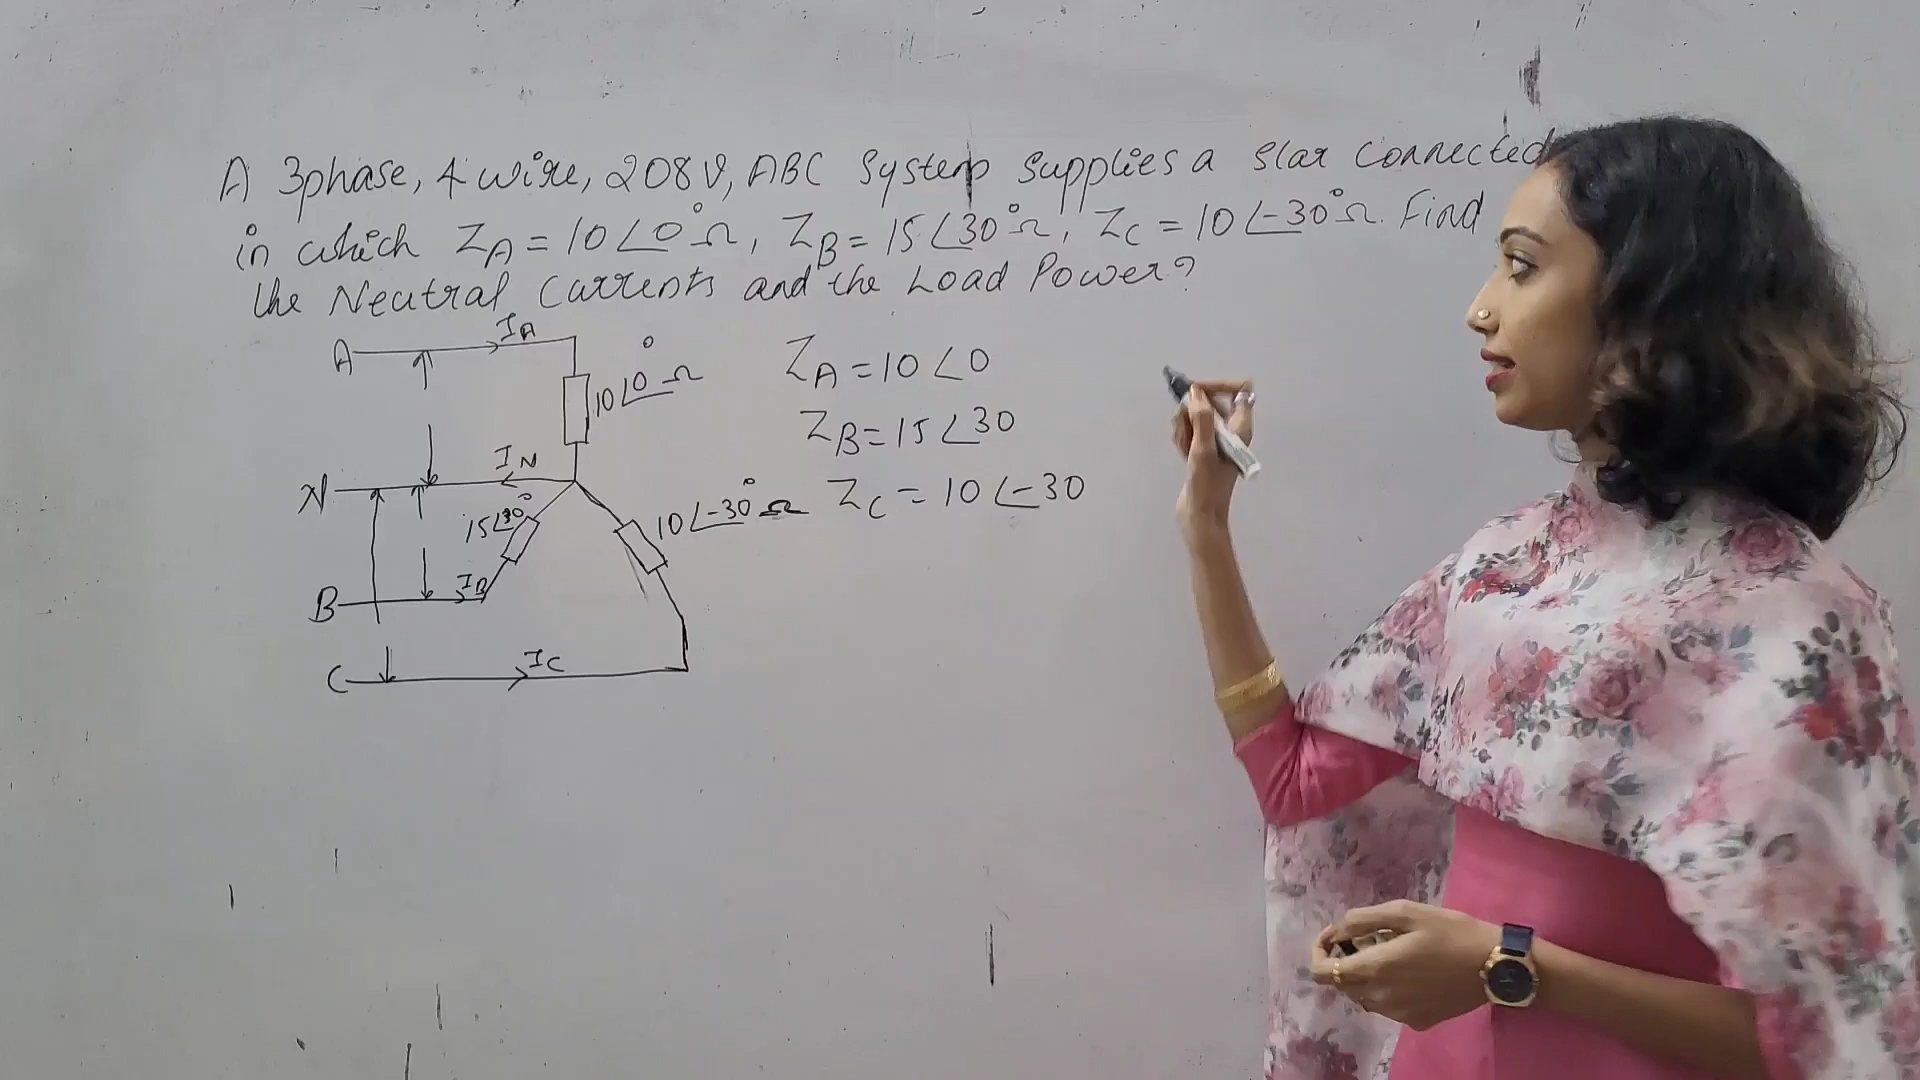 A 3phase, 4 wire, 208 V, ABC System Supplies a Star Connected
in which Z_A = 10∠0°Ω, Z_B = 15∠30°Ω, Z_C = 10∠-30°Ω. Find
the Neutral Currents and the Load Power?
A I_A
10∠0°Ω
Z_A = 10∠0
Z_B = 15∠30
N I_N
15∠30°
10∠-30°Ω
Z_C = 10∠-30
B I_B
C I_C